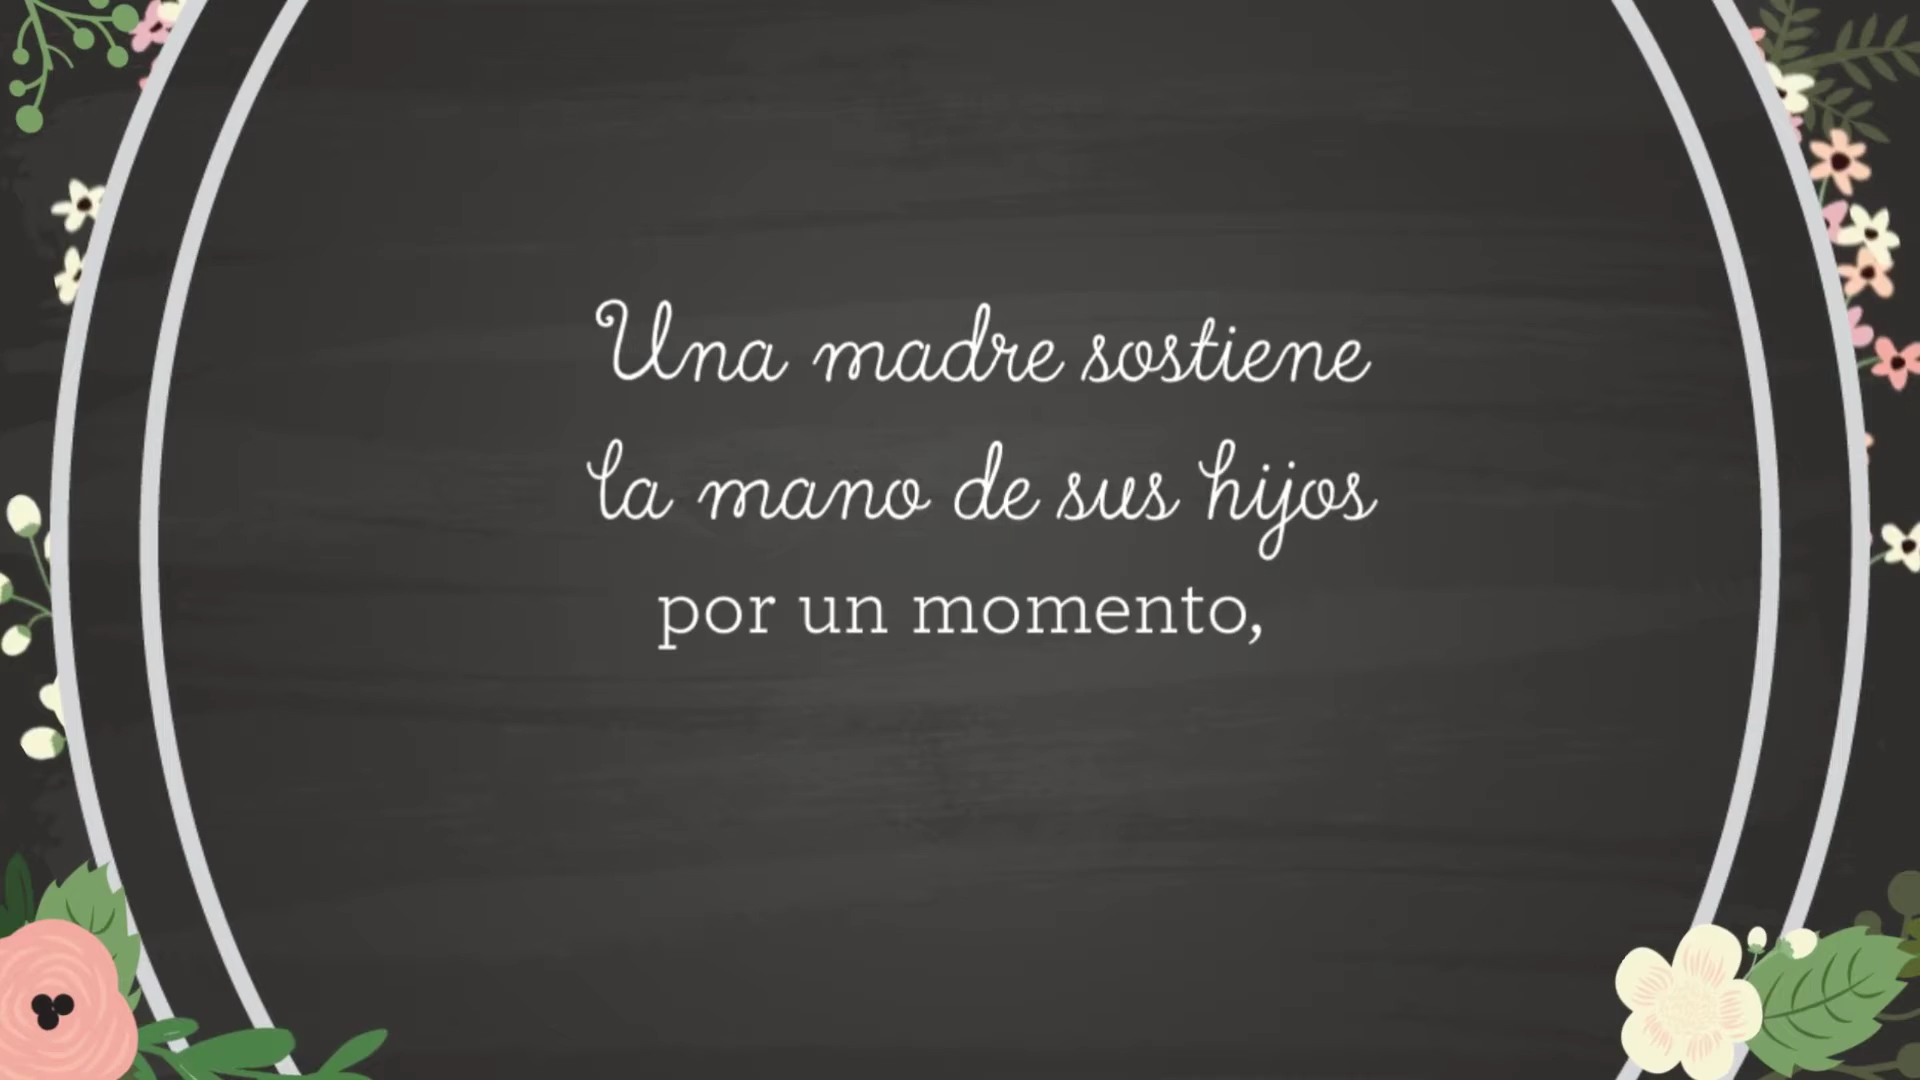 Una madre sostiene
la mano de sus hijos
por un momento,